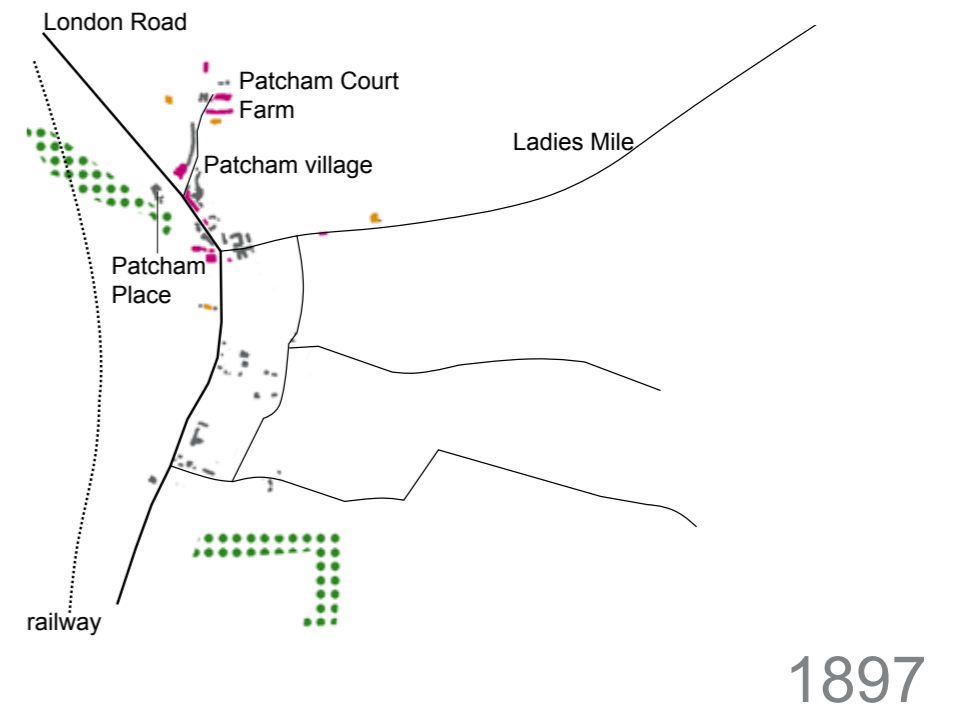 London Road
Patcham Court
Farm
Ladies Mile
Patcham village
Patcham
Place
railway
1897